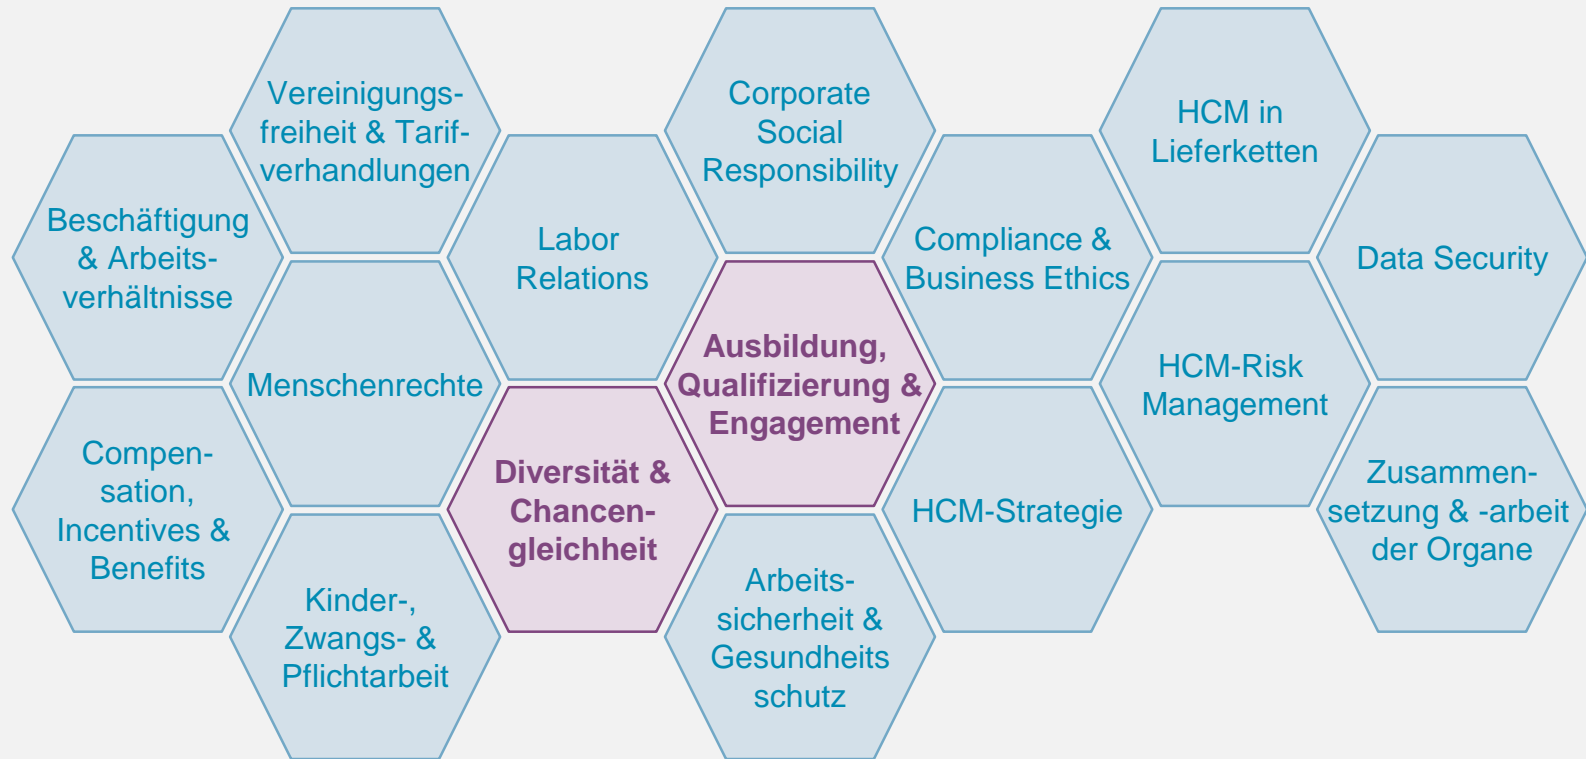 Vereinigungs-
freiheit & Tarif-
verhandlungen
Corporate
Social
Responsibility
HCM in
Lieferketten
Beschäftigung
& Arbeits-
verhältnisse
Labor
Relations
Compliance &
Business Ethics
Data Security
Menschenrechte
Ausbildung,
Qualifizierung &
Engagement
HCM-Risk
Management
Compen-
sation,
Incentives &
Benefits
Diversität &
Chancen-
gleichheit
HCM-Strategie
Zusammen-
setzung & -arbeit
der Organe
Kinder-,
Zwangs- &
Pflichtarbeit
Arbeits-
sicherheit &
Gesundheits
schutz